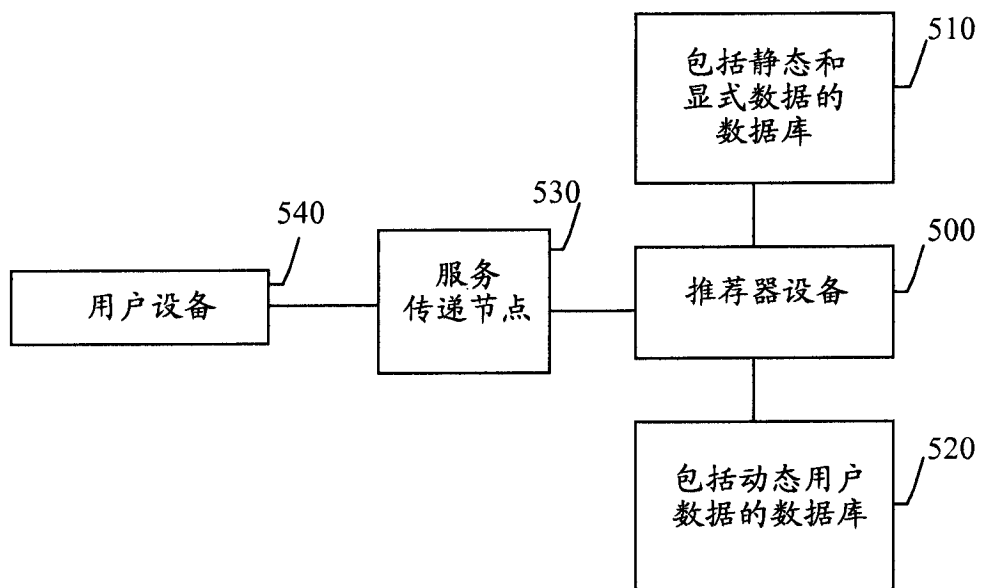 510
包括静态和
显式数据的
数据库
540
530
500
用户设备
服务
传递节点
推荐器设备
520
包括动态用户
数据的数据库